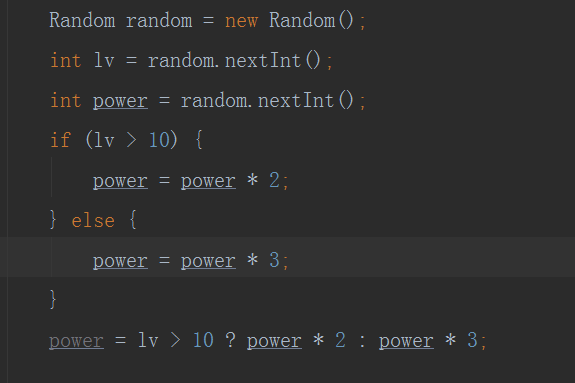 Random random = new Random();
int lv = random.nextInt();
int power = random.nextInt();
if (lv > 10) {
power = power * 2;
} else {
power = power * 3;
}
power = lv > 10 ? power * 2 : power * 3;